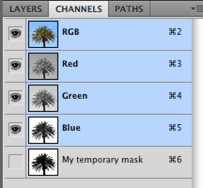 LAYERS CHANNELS PATHS
RGB ⌘2
Red ⌘3
Green ⌘4
Blue ⌘5
My temporary mask ⌘6